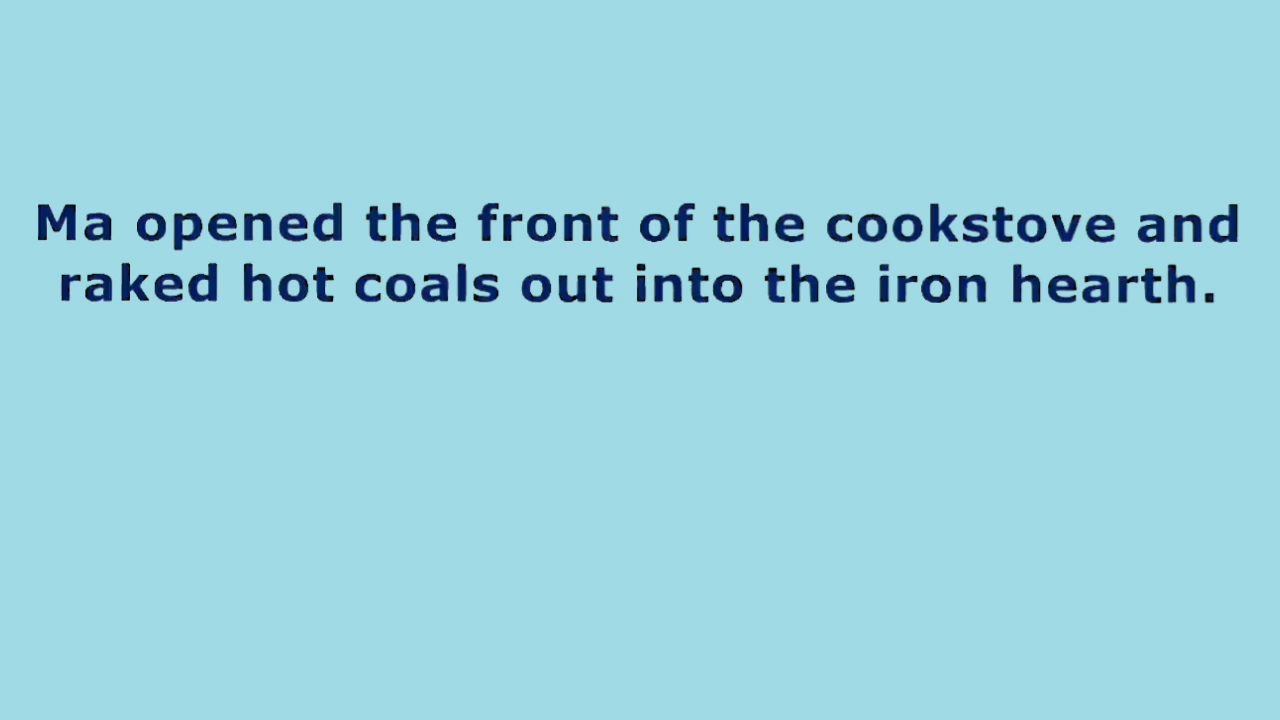 Ma opened the front of the cookstove and
raked hot coals out into the iron hearth.